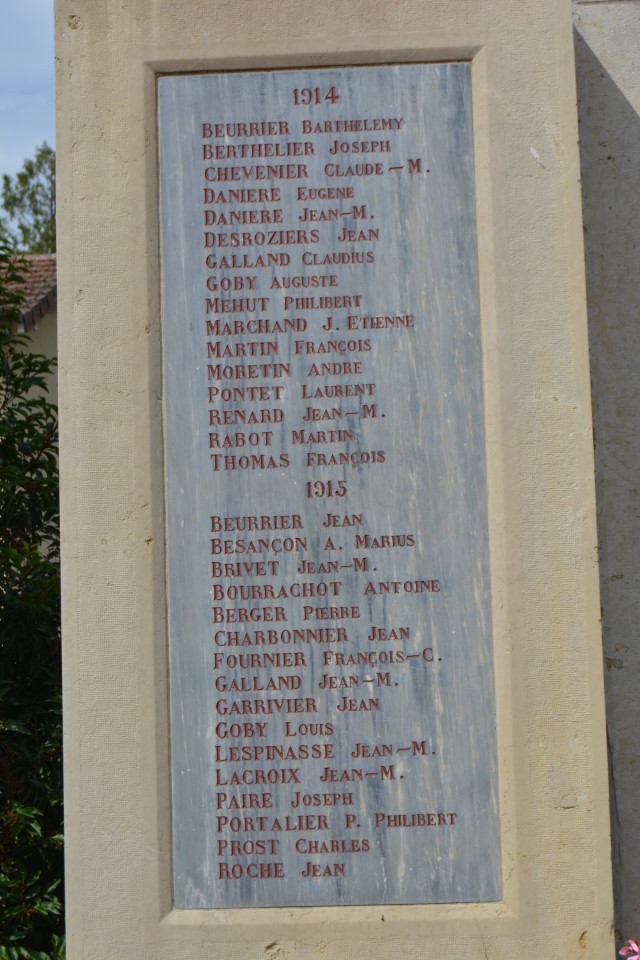 1914
BEURRIER BARTHELEMY
BERTHELIER JOSEPH
CHEVENIER CLAUDE-M.
DANIERE EUGENE
DANIERE JEAN-M.
DESROZIERS JEAN
GALLAND CLAUDIUS
GOBY AUGUSTE
MEHUT PHILIBERT
MARCHAND J. ETIENNE
MARTIN FRANÇOIS
MORETIN ANDRE
PONTET LAURENT
RENARD JEAN-M.
RABOT MARTIN
THOMAS FRANÇOIS
1915
BEURRIER JEAN
BESANÇON A. MARIUS
BRIVET JEAN-M.
BOURRACHOT ANTOINE
BERGER PIERRE
CHARBONNIER JEAN
FOURNIER FRANÇOIS-C.
GALLAND JEAN-M.
GARRIVIER JEAN
GOBY LOUIS
LESPINASSE JEAN-M.
LACROIX JEAN-M.
PAIRE JOSEPH
PORTALIER P. PHILIBERT
PROST CHARLES
ROCHE JEAN